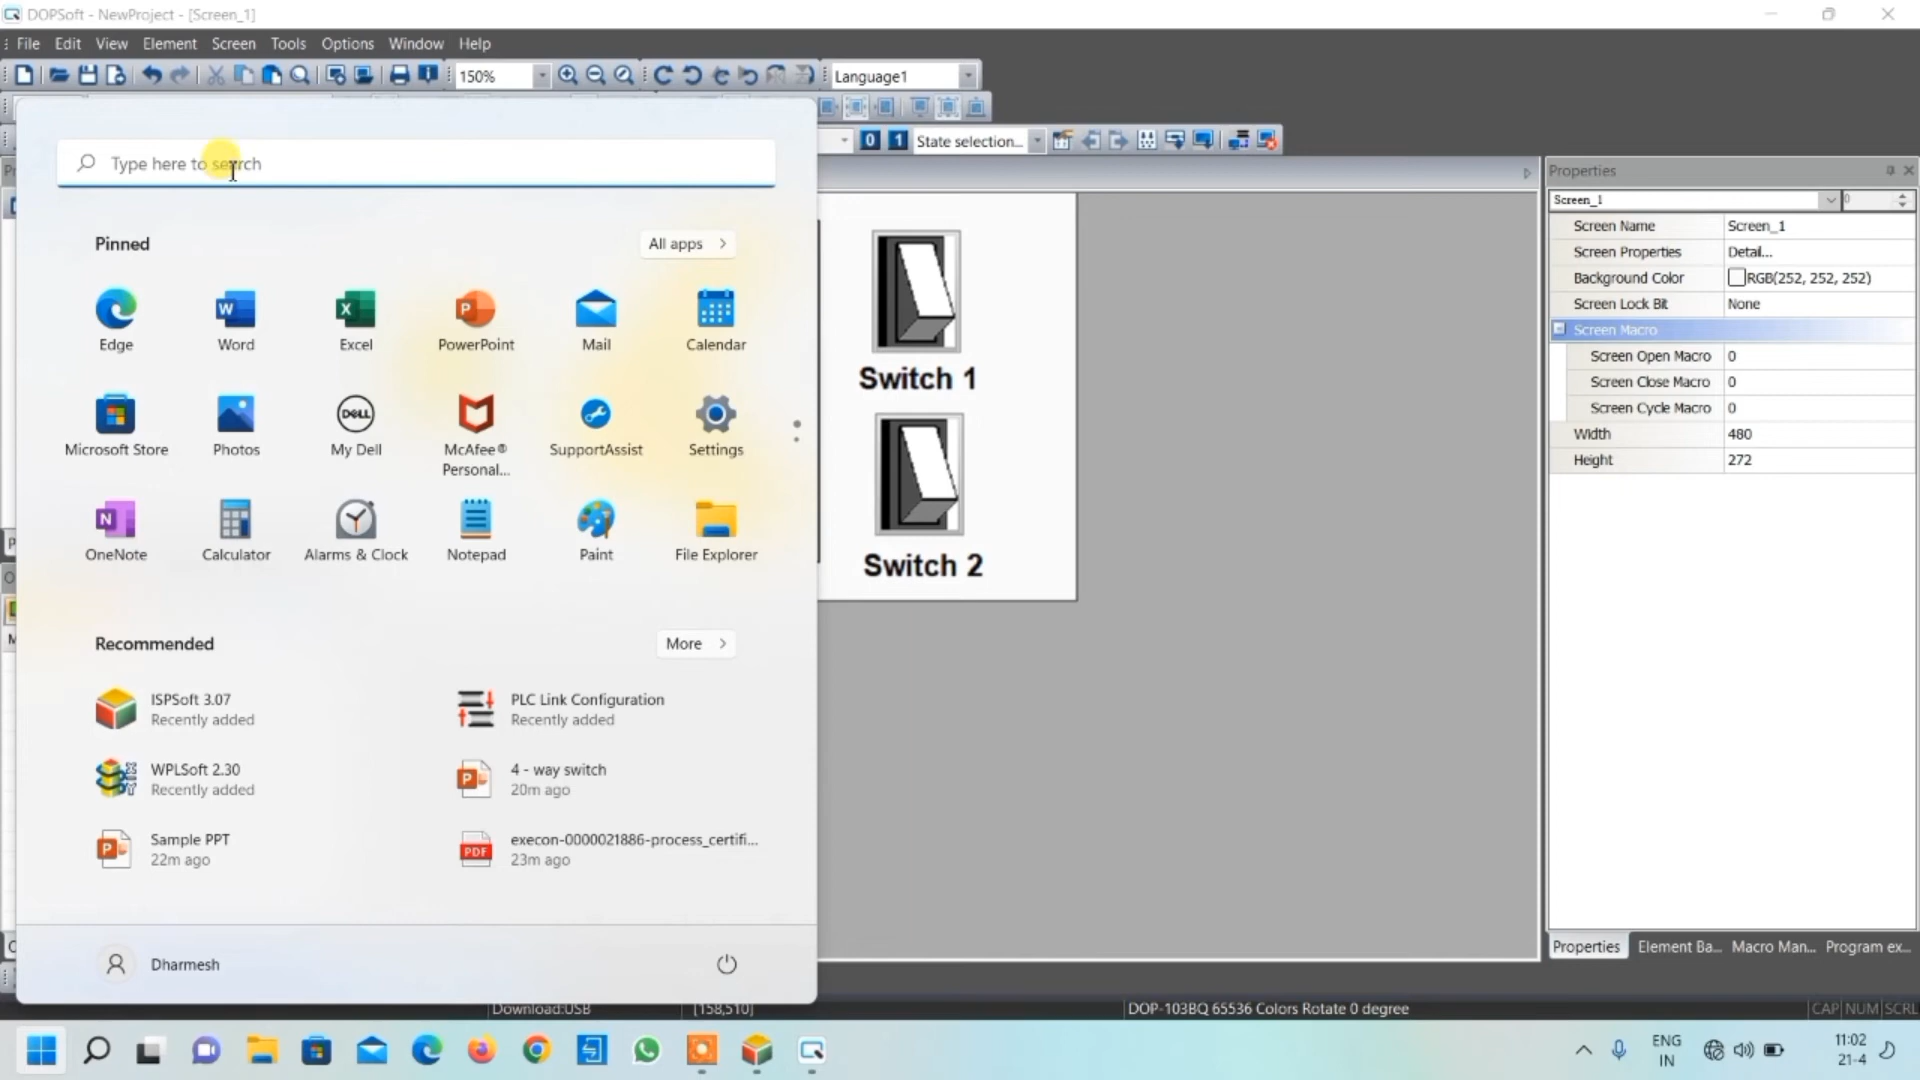 DOPSoft - NewProject - [Screen_1]
File Edit View Element Screen Tools Options Window Help
150%
Language1
0 1 State selection...
Type here to search
Pinned
All apps
Edge Word Excel PowerPoint Mail Calendar
Microsoft Store Photos My Dell McAfee® Personal... SupportAssist Settings
OneNote Calculator Alarms & Clock Notepad Paint File Explorer
Recommended
More
ISPSoft 3.07
Recently added
PLC Link Configuration
Recently added
WPLSoft 2.30
Recently added
4 - way switch
20m ago
Sample PPT
22m ago
execon-0000021886-process_certifi...
23m ago
Dharmesh
Switch 1
Switch 2
Properties
Screen_1 0
Screen Name Screen_1
Screen Properties Detail...
Background Color RGB(252, 252, 252)
Screen Lock Bit None
Screen Macro
Screen Open Macro 0
Screen Close Macro 0
Screen Cycle Macro 0
Width 480
Height 272
Properties Element Ba... Macro Man... Program ex...
Download:USB [158,510] DOP-103BQ 65536 Colors Rotate 0 degree CAP NUM SCRL
ENG
IN
11:02
21-4